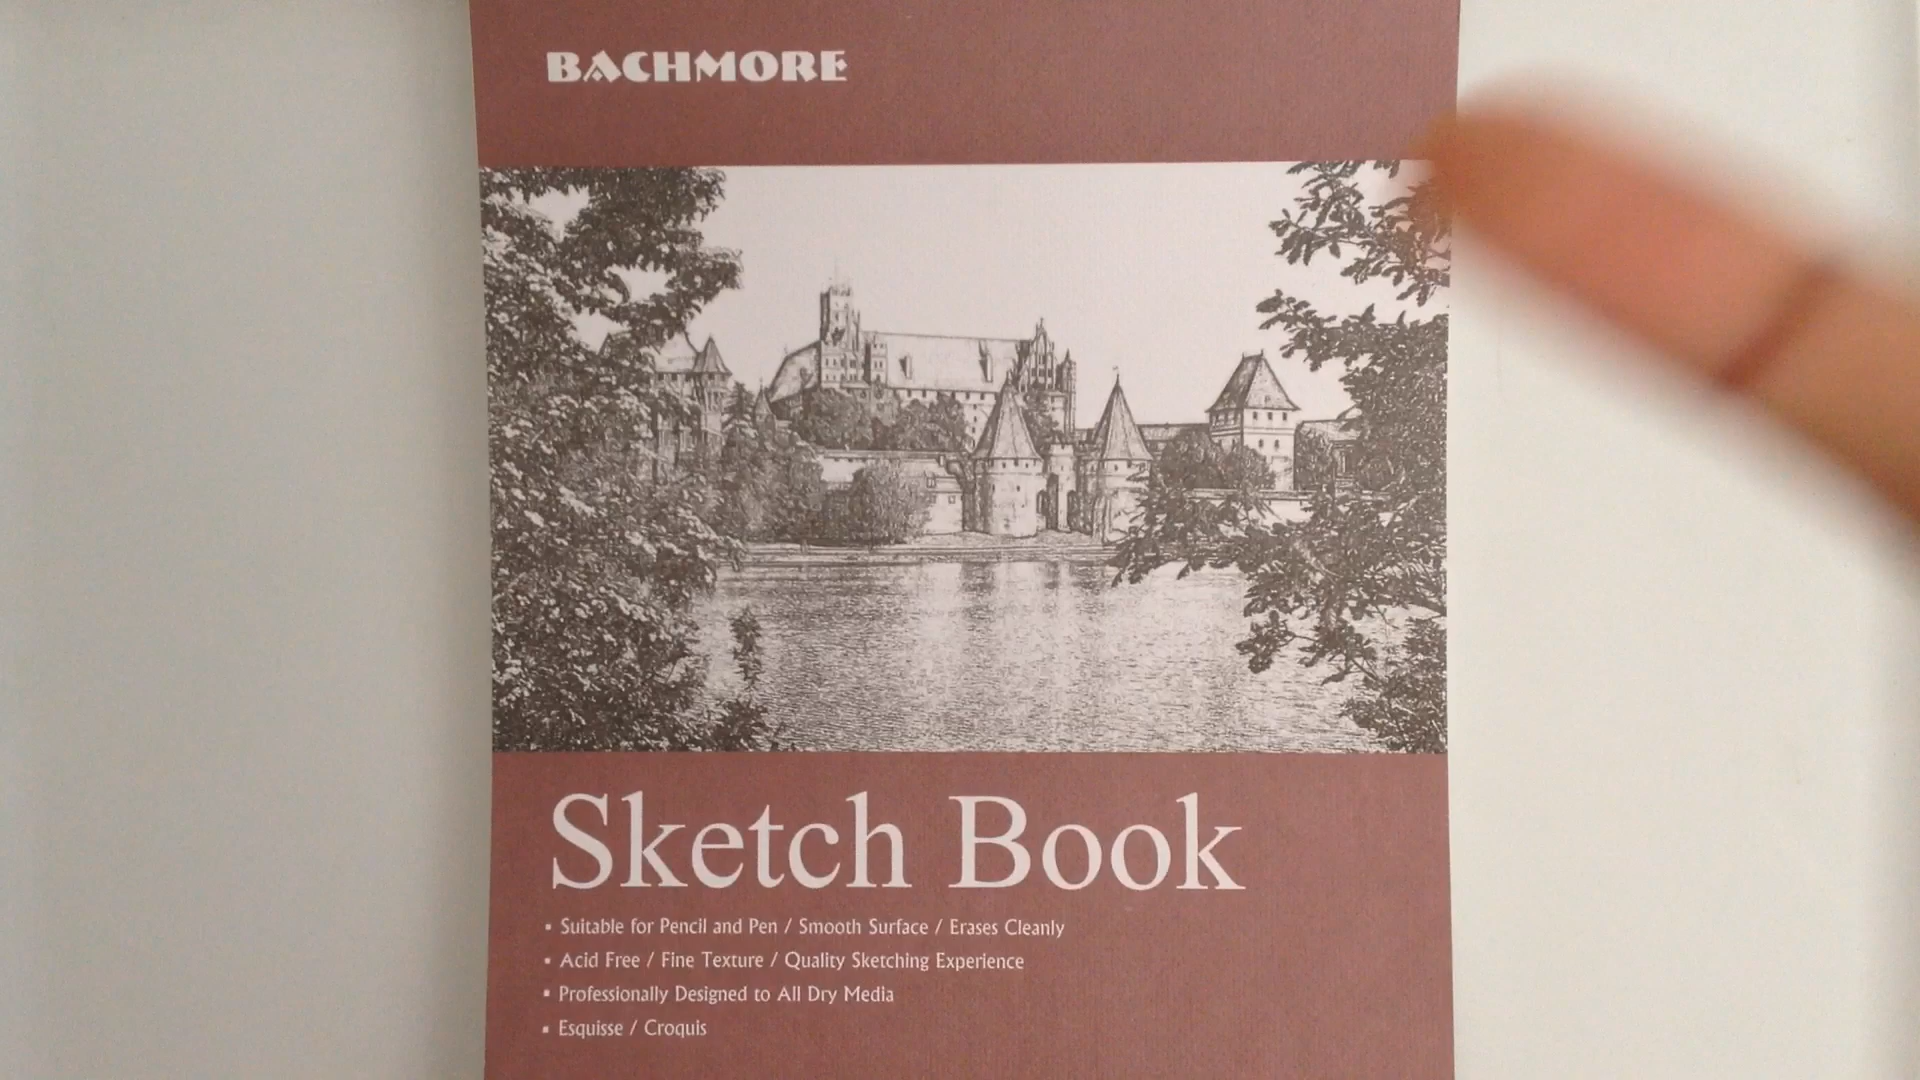 BACHMORE
Sketch Book
▪ Suitable for Pencil and Pen / Smooth Surface / Erases Cleanly
▪ Acid Free / Fine Texture / Quality Sketching Experience
▪ Professionally Designed to All Dry Media
▪ Esquisse / Croquis